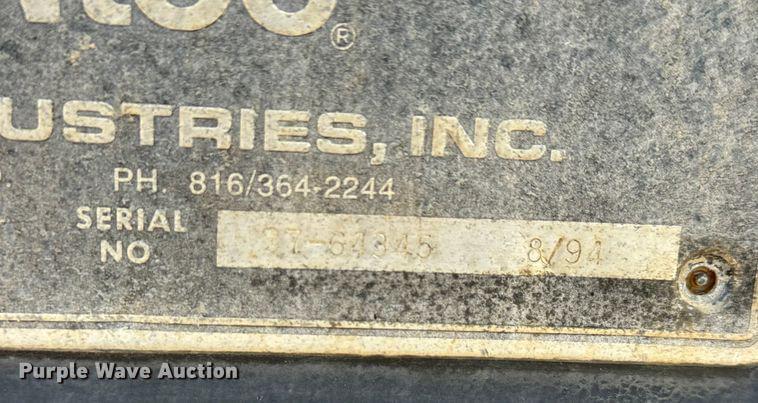 ®
USTRIES, INC.
PH. 816/364-2244
SERIAL
NO 27-64345 8/94
Purple Wave Auction